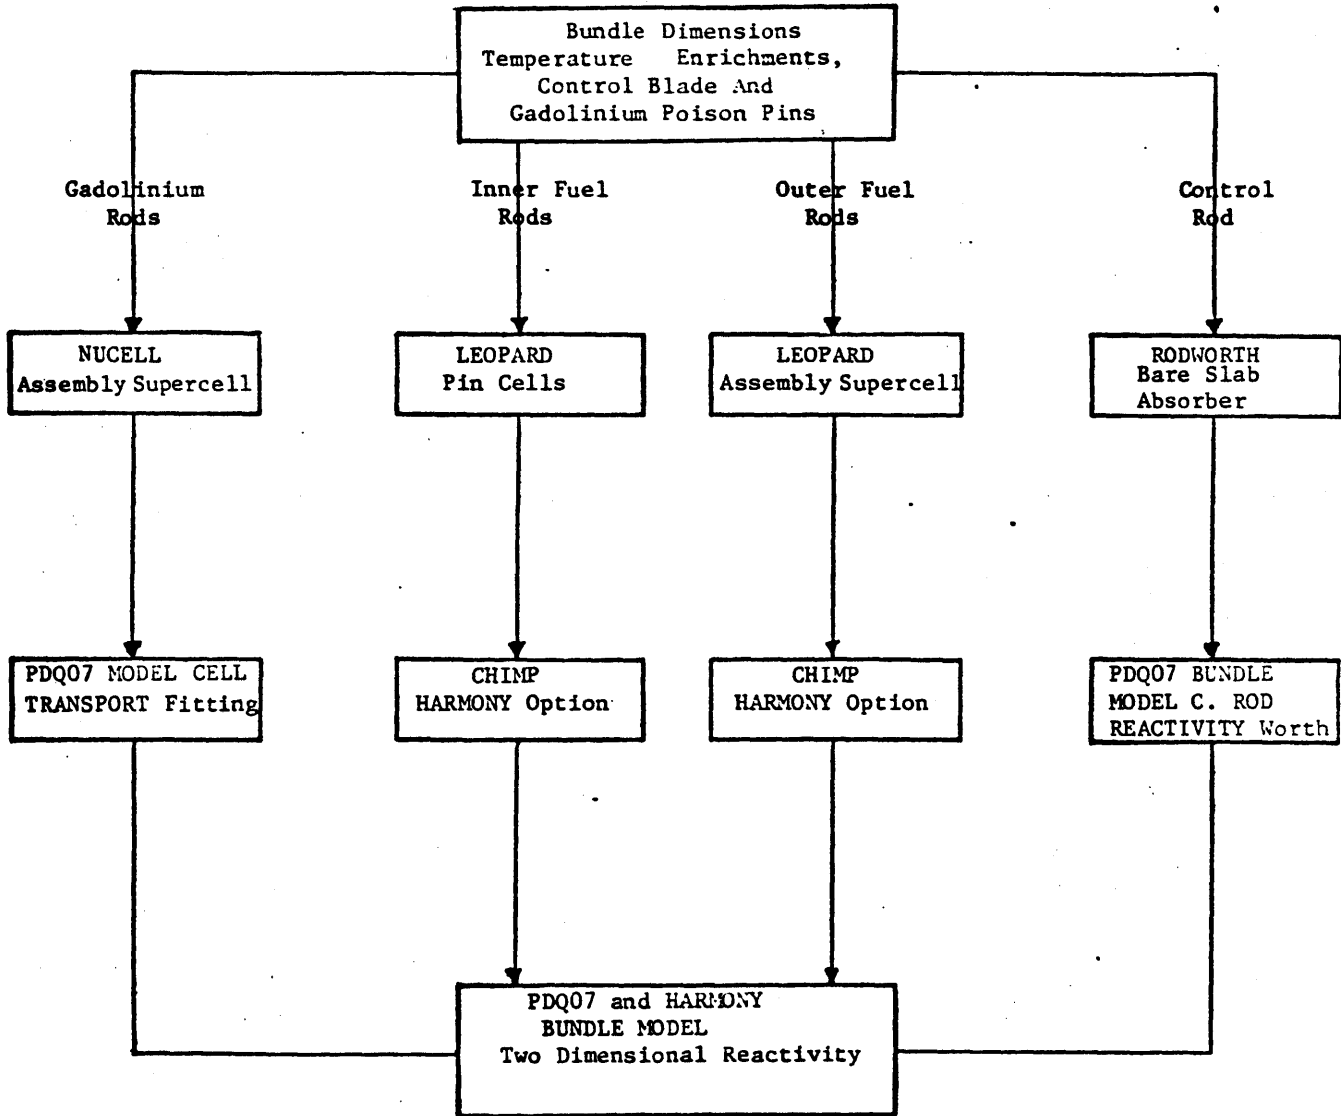 Bundle Dimensions
Temperature Enrichments,
Control Blade And
Gadolinium Poison Pins
Gadolinium
Rods
Inner Fuel
Rods
Outer Fuel
Rods
Control
Rod
NUCELL
Assembly Supercell
LEOPARD
Pin Cells
LEOPARD
Assembly Supercell
RODWORTH
Bare Slab
Absorber
PDQ07 MODEL CELL
TRANSPORT Fitting
CHIMP
HARMONY Option
CHIMP
HARMONY Option
PDQ07 BUNDLE
MODEL C. ROD
REACTIVITY Worth
PDQ07 and HARMONY
BUNDLE MODEL
Two Dimensional Reactivity